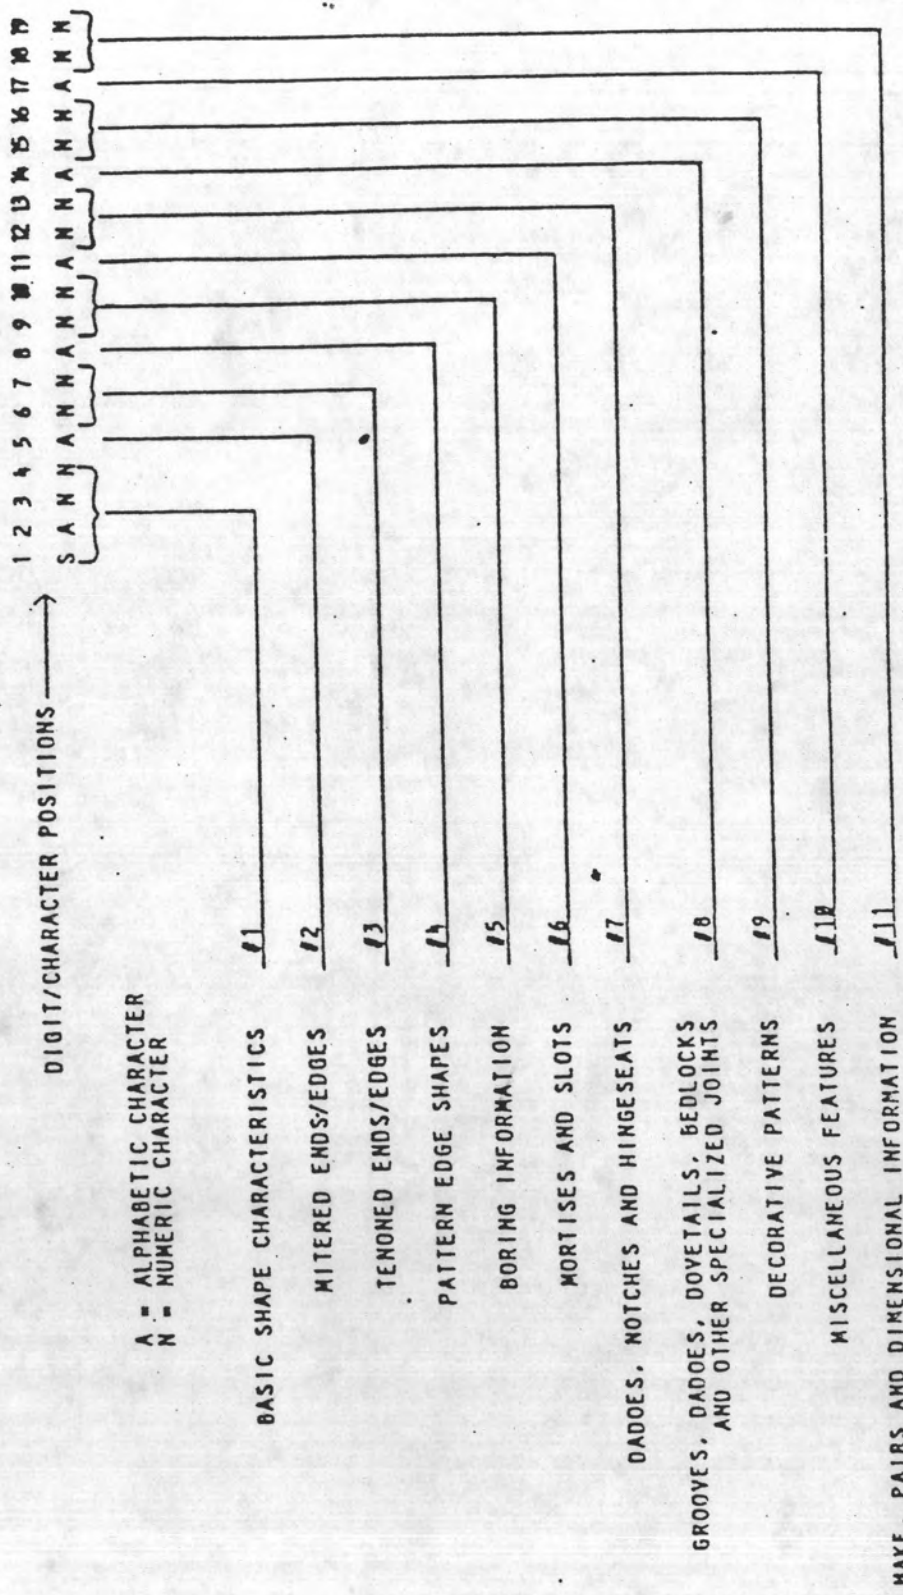 DIGIT/CHARACTER POSITIONS
1 2 3 4 5 6 7 8 9 10 11 12 13 14 15 16 17 18 19
S A N N A N N A N N A N N A N N A N N
A = ALPHABETIC CHARACTER
N = NUMERIC CHARACTER
BASIC SHAPE CHARACTERISTICS #1
MITERED ENDS/EDGES #2
TENONED ENDS/EDGES #3
PATTERN EDGE SHAPES #4
BORING INFORMATION #5
MORTISES AND SLOTS #6
DADOES, NOTCHES AND HINGESEATS #7
GROOVES, DADOES, DOVETAILS, BEDLOCKS
AND OTHER SPECIALIZED JOINTS #8
DECORATIVE PATTERNS #9
MISCELLANEOUS FEATURES #10
MAKE, PAIRS AND DIMENSIONAL INFORMATION #11